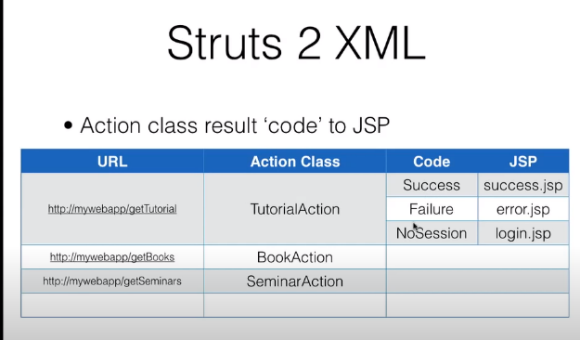 Struts 2 XML
• Action class result ‘code’ to JSP
URL Action Class Code JSP
Success success.jsp
http://mywebapp/getTutorial TutorialAction Failure error.jsp
NoSession login.jsp
http://mywebapp/getBooks BookAction
http://mywebapp/getSeminars SeminarAction